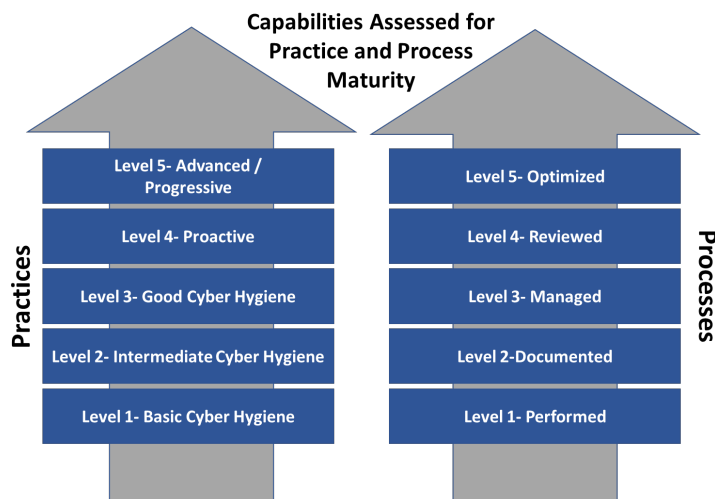 Capabilities Assessed for
Practice and Process
Maturity
Practices
Level 5- Advanced /
Progressive
Level 4- Proactive
Level 3- Good Cyber Hygiene
Level 2- Intermediate Cyber Hygiene
Level 1- Basic Cyber Hygiene
Level 5- Optimized
Level 4- Reviewed
Level 3- Managed
Level 2-Documented
Level 1- Performed
Processes